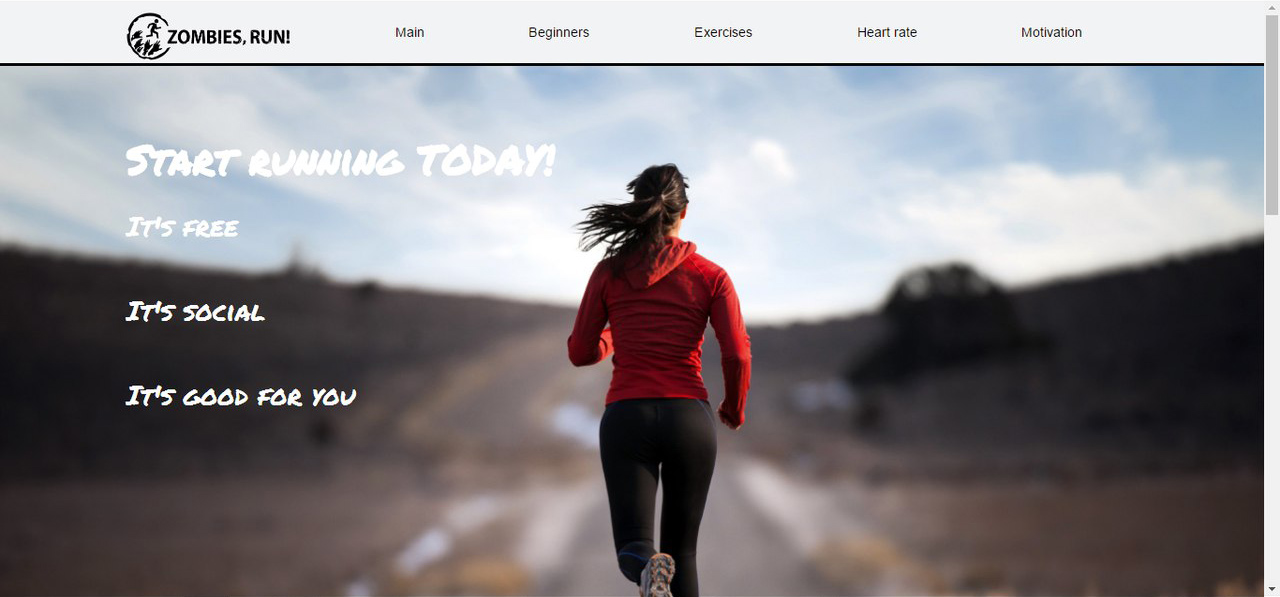 ZOMBIES, RUN!
Main
Beginners
Exercises
Heart rate
Motivation
Start running TODAY!
It's free
It's social
It's good for you